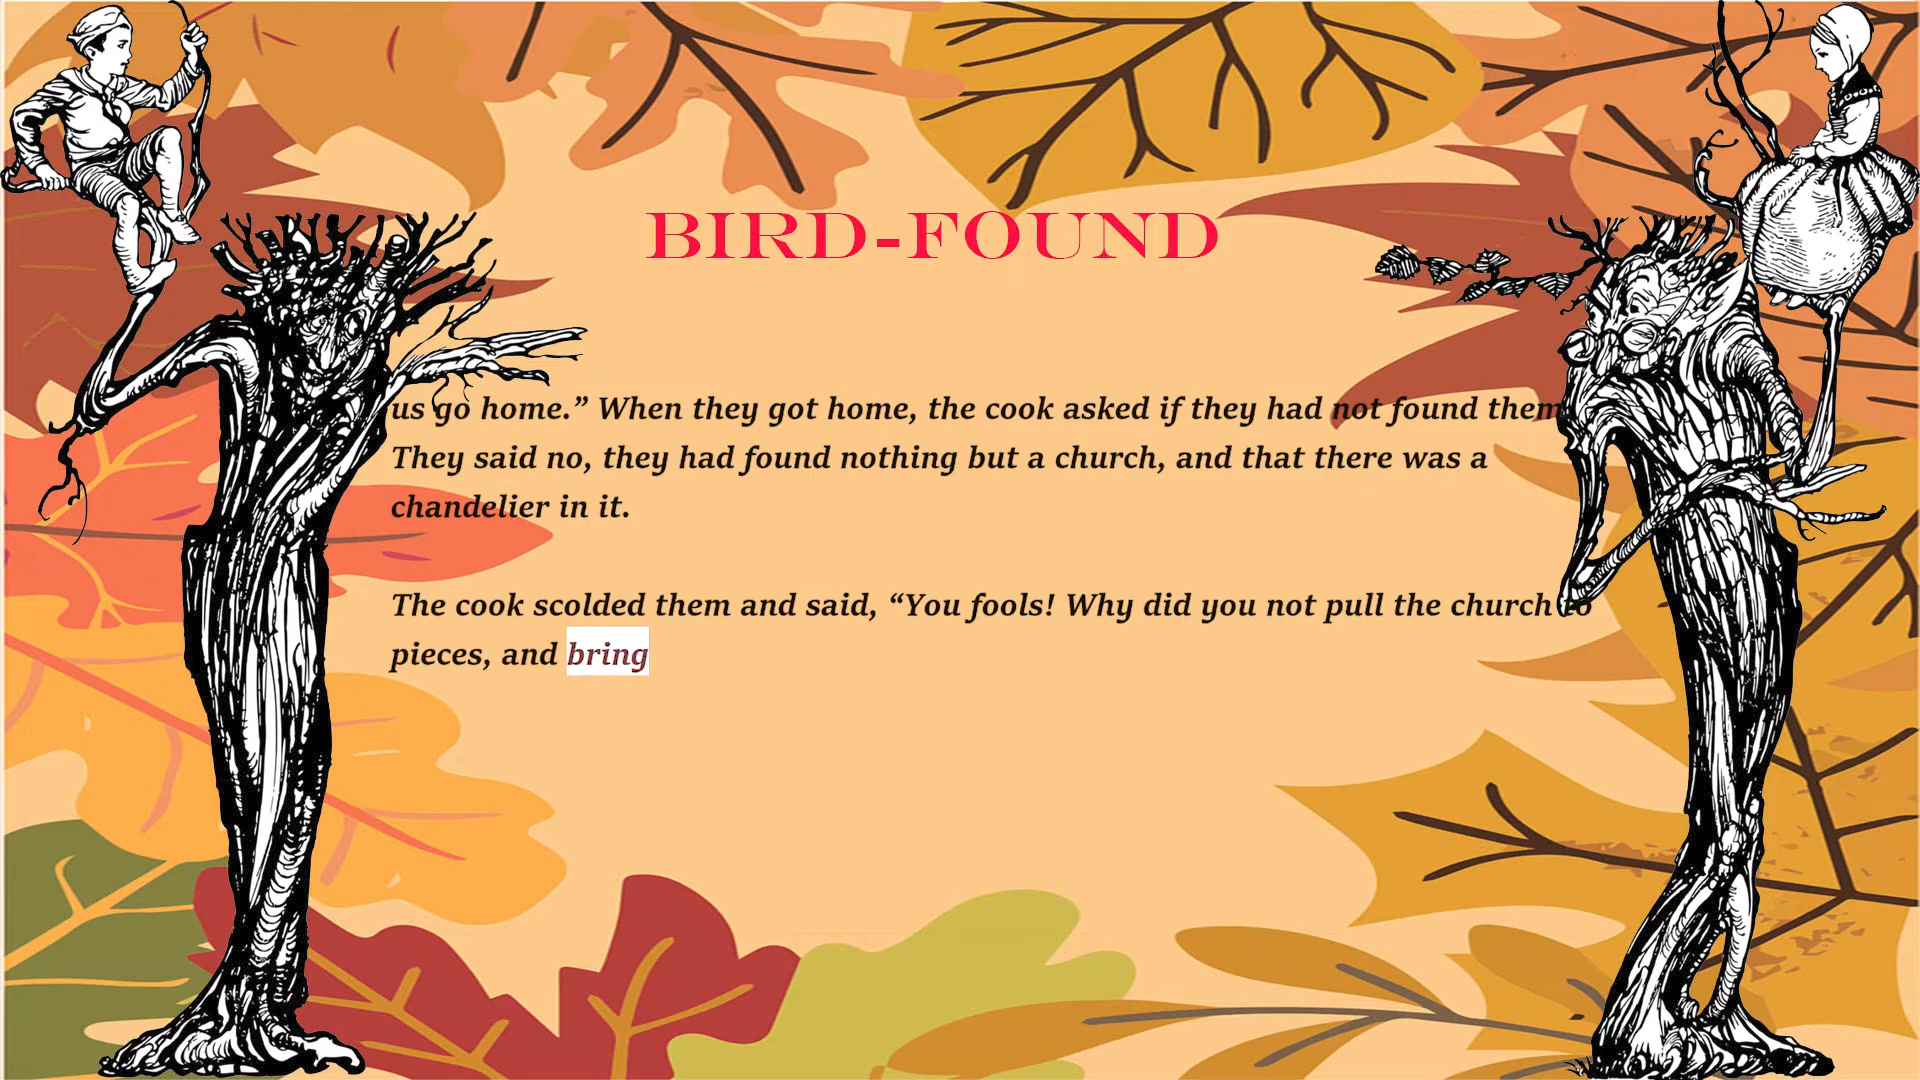 BIRD-FOUND
us go home.” When they got home, the cook asked if they had not found them
They said no, they had found nothing but a church, and that there was a
chandelier in it.
The cook scolded them and said, “You fools! Why did you not pull the church to
pieces, and bring